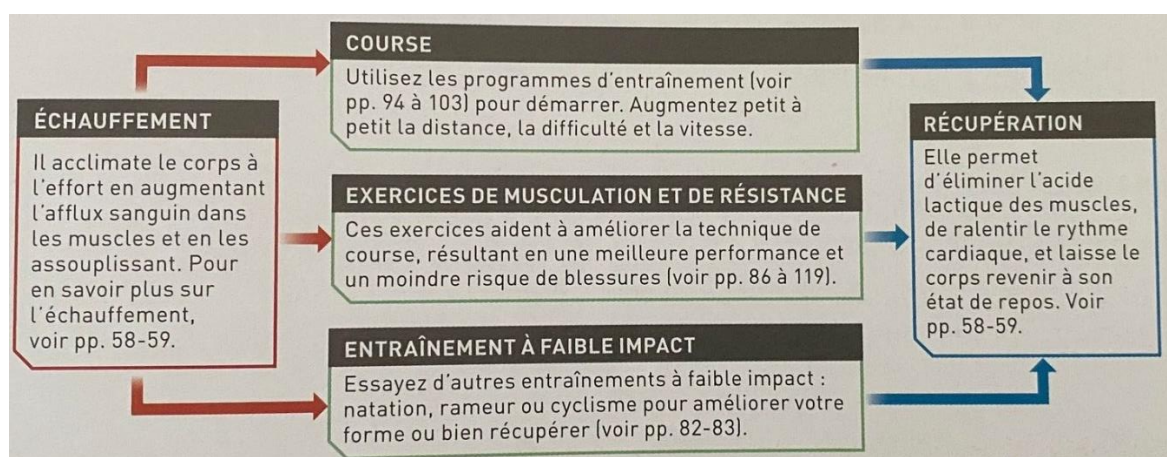 ÉCHAUFFEMENT
Il acclimate le corps à
l'effort en augmentant
l'afflux sanguin dans
les muscles et en les
assouplissant. Pour
en savoir plus sur
l'échauffement,
voir pp. 58-59.
COURSE
Utilisez les programmes d'entraînement (voir
pp. 94 à 103) pour démarrer. Augmentez petit à
petit la distance, la difficulté et la vitesse.
EXERCICES DE MUSCULATION ET DE RÉSISTANCE
Ces exercices aident à améliorer la technique de
course, résultant en une meilleure performance et
un moindre risque de blessures (voir pp. 86 à 119).
ENTRAÎNEMENT À FAIBLE IMPACT
Essayez d'autres entraînements à faible impact :
natation, rameur ou cyclisme pour améliorer votre
forme ou bien récupérer (voir pp. 82-83).
RÉCUPÉRATION
Elle permet
d'éliminer l'acide
lactique des muscles,
de ralentir le rythme
cardiaque, et laisse le
corps revenir à son
état de repos. Voir
pp. 58-59.